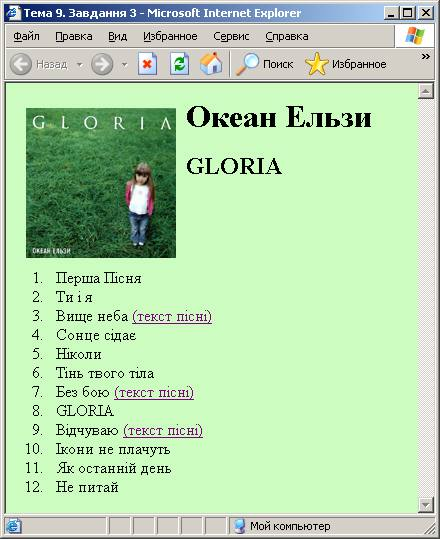 Тема 9. Завдання 3 - Microsoft Internet Explorer
Файл Правка Вид Избранное Сервис Справка
Назад Поиск Избранное »
GLORIA
ОКЕАН ЕЛЬЗИ
Океан Ельзи
GLORIA
1. Перша Пісня
2. Ти і я
3. Вище неба (текст пісні)
4. Сонце сідає
5. Ніколи
6. Тінь твого тіла
7. Без бою (текст пісні)
8. GLORIA
9. Відчуваю (текст пісні)
10. Ікони не плачуть
11. Як останній день
12. Не питай
Мой компьютер